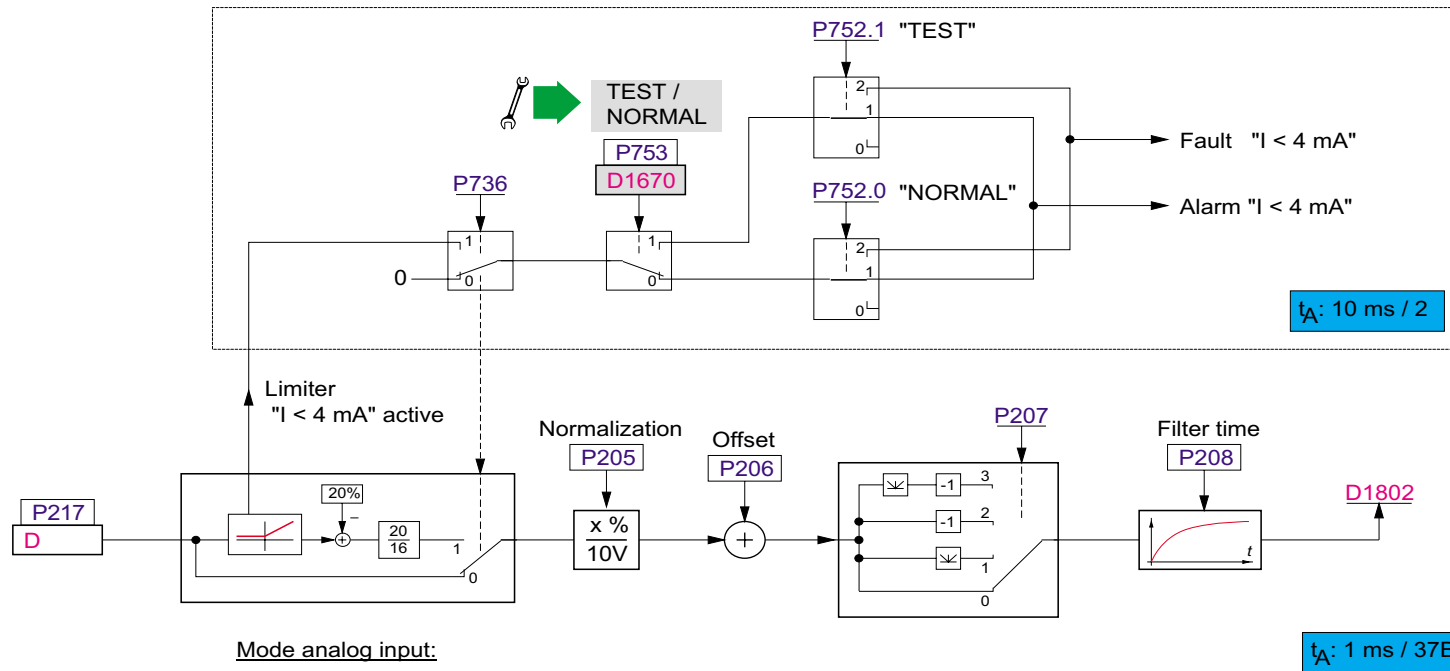 P752.1 "TEST"
TEST /
NORMAL
2
1
0
Fault "I < 4 mA"
P753
D1670
P736
P752.0 "NORMAL"
Alarm "I < 4 mA"
1
0
0
1
0
2
1
0
tA: 10 ms / 2
Limiter
"I < 4 mA" active
Normalization
P205
Offset
P206
P207
Filter time
P208
P217
D
20%
–
20
16
1
0
x %
10V
-1
3
-1
2
1
0
t
D1802
Mode analog input:
tA: 1 ms / 37E